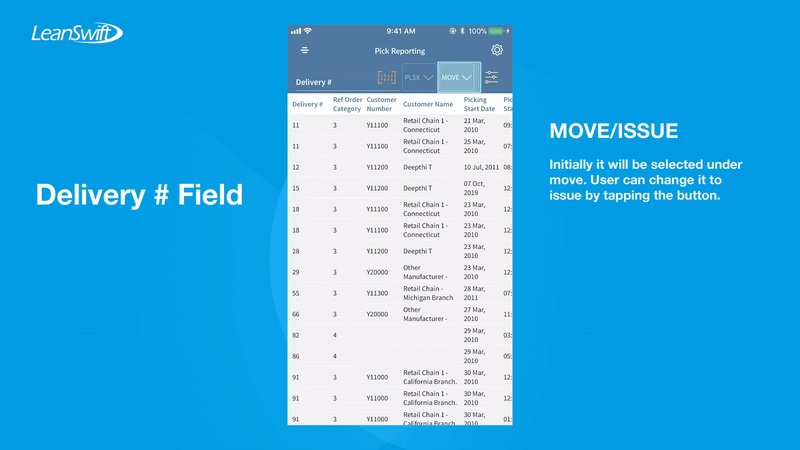 LeanSwift
Delivery # Field
9:41 AM
100%
Pick Reporting
Delivery #
PLSX
MOVE
Delivery # Ref Order Category Customer Number Customer Name Picking Start Date Pic Sta
11 3 Y11100 Retail Chain 1 - Connecticut 21 Mar, 2010 09:
11 3 Y11100 Retail Chain 1 - Connecticut 25 Mar, 2010 07:
12 3 Y11200 Deepthi T 10 Jul, 2011 08:
15 3 Y11200 Deepthi T 07 Oct, 2019 12:
18 3 Y11100 Retail Chain 1 - Connecticut 23 Mar, 2010 12:
18 3 Y11100 Retail Chain 1 - Connecticut 23 Mar, 2010 12:
28 3 Y11200 Deepthi T 23 Mar, 2010 12:
29 3 Y20000 Other Manufacturer - 23 Mar, 2010 12:
55 3 Y11300 Retail Chain - Michigan Branch 28 Mar, 2011 07:
66 3 Y20000 Other Manufacturer - 27 Mar, 2010 11:
82 4 29 Mar, 2010 03:
86 4 29 Mar, 2010 05:
91 3 Y11000 Retail Chain 1 - California Branch. 30 Mar, 2010 12:
91 3 Y11000 Retail Chain 1 - California Branch. 30 Mar, 2010 12:
91 3 Y11000 Retail Chain 1 - California Branch. 30 Mar, 2010 01:
MOVE/ISSUE
Initially it will be selected under
move. User can change it to
issue by tapping the button.